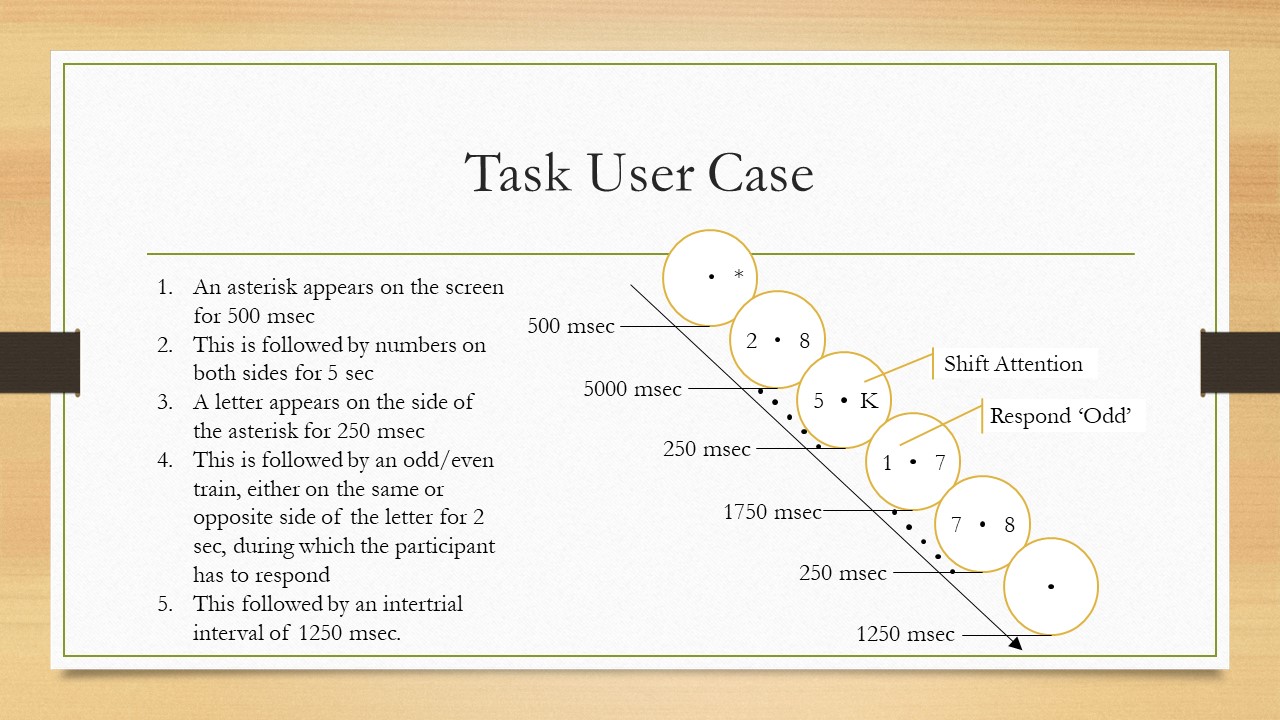 Task User Case
1. An asterisk appears on the screen
for 500 msec
2. This is followed by numbers on
both sides for 5 sec
3. A letter appears on the side of
the asterisk for 250 msec
4. This is followed by an odd/even
train, either on the same or
opposite side of the letter for 2
sec, during which the participant
has to respond
5. This followed by an intertrial
interval of 1250 msec.
• *
500 msec
2 • 8
5000 msec
5 • K
Shift Attention
250 msec
1 • 7
Respond ‘Odd’
1750 msec
7 • 8
250 msec
•
1250 msec